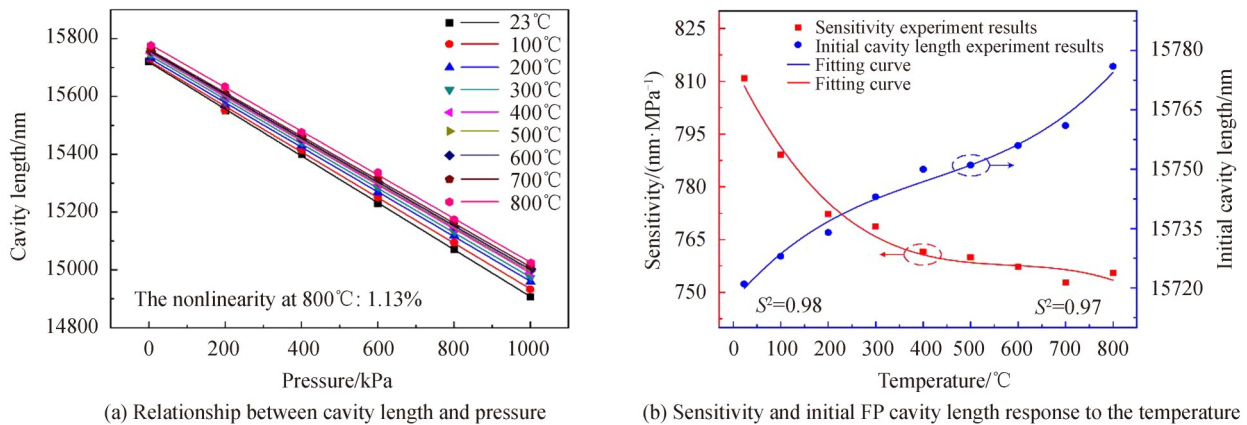 15800
15600
15400
15200
15000
14800
Cavity length/nm
0 200 400 600 800 1000
Pressure/kPa
23℃
100℃
200℃
300℃
400℃
500℃
600℃
700℃
800℃
The nonlinearity at 800℃: 1.13%
(a) Relationship between cavity length and pressure
825
810
795
780
765
750
Sensitivity/(nm·MPa⁻¹)
Sensitivity experiment results
Initial cavity length experiment results
Fitting curve
Fitting curve
S²=0.98
S²=0.97
0 100 200 300 400 500 600 700 800
Temperature/℃
15780
15765
15750
15735
15720
Initial cavity length/nm
(b) Sensitivity and initial FP cavity length response to the temperature